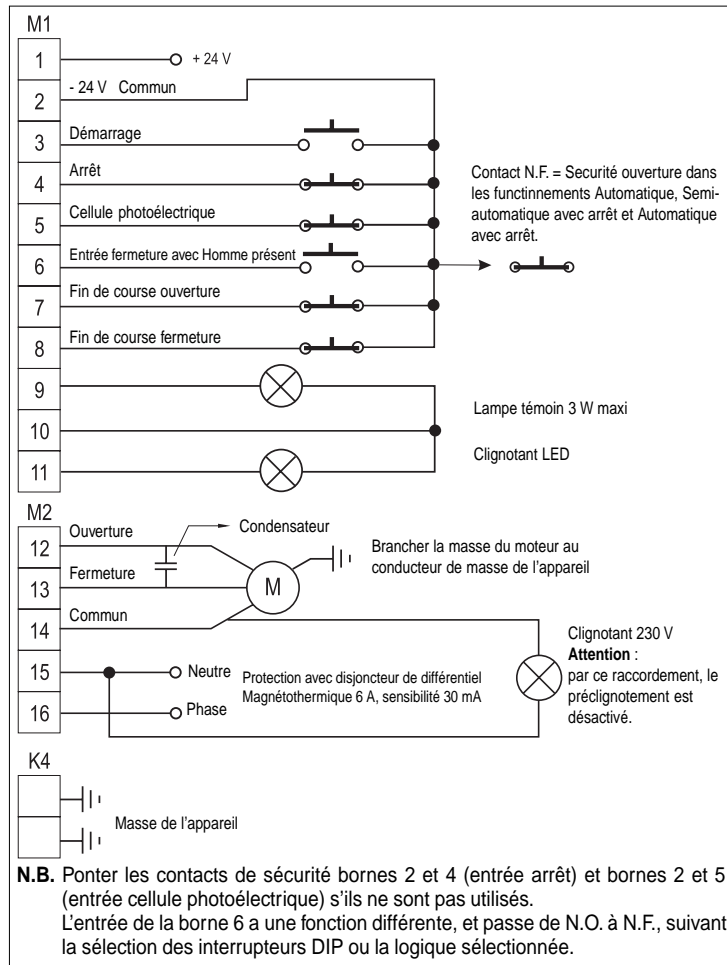 M1
1
+ 24 V
2
- 24 V Commun
3
Démarrage
4
Arrêt
5
Cellule photoélectrique
6
Entrée fermeture avec Homme présent
7
Fin de course ouverture
8
Fin de course fermeture
9
10
11
Contact N.F. = Securité ouverture dans
les functinnements Automatique, Semi-
automatique avec arrêt et Automatique
avec arrêt.
Lampe témoin 3 W maxi
Clignotant LED
M2
12
Ouverture
Condensateur
13
Fermeture
M
Brancher la masse du moteur au
conducteur de masse de l'appareil
14
Commun
15
Neutre
16
Phase
Protection avec disjoncteur de différentiel
Magnétothermique 6 A, sensibilité 30 mA
Clignotant 230 V
Attention :
par ce raccordement, le
préclignotement est
désactivé.
K4
Masse de l'appareil
N.B. Ponter les contacts de sécurité bornes 2 et 4 (entrée arrêt) et bornes 2 et 5
(entrée cellule photoélectrique) s'ils ne sont pas utilisés.
L'entrée de la borne 6 a une fonction différente, et passe de N.O. à N.F., suivant
la sélection des interrupteurs DIP ou la logique sélectionnée.